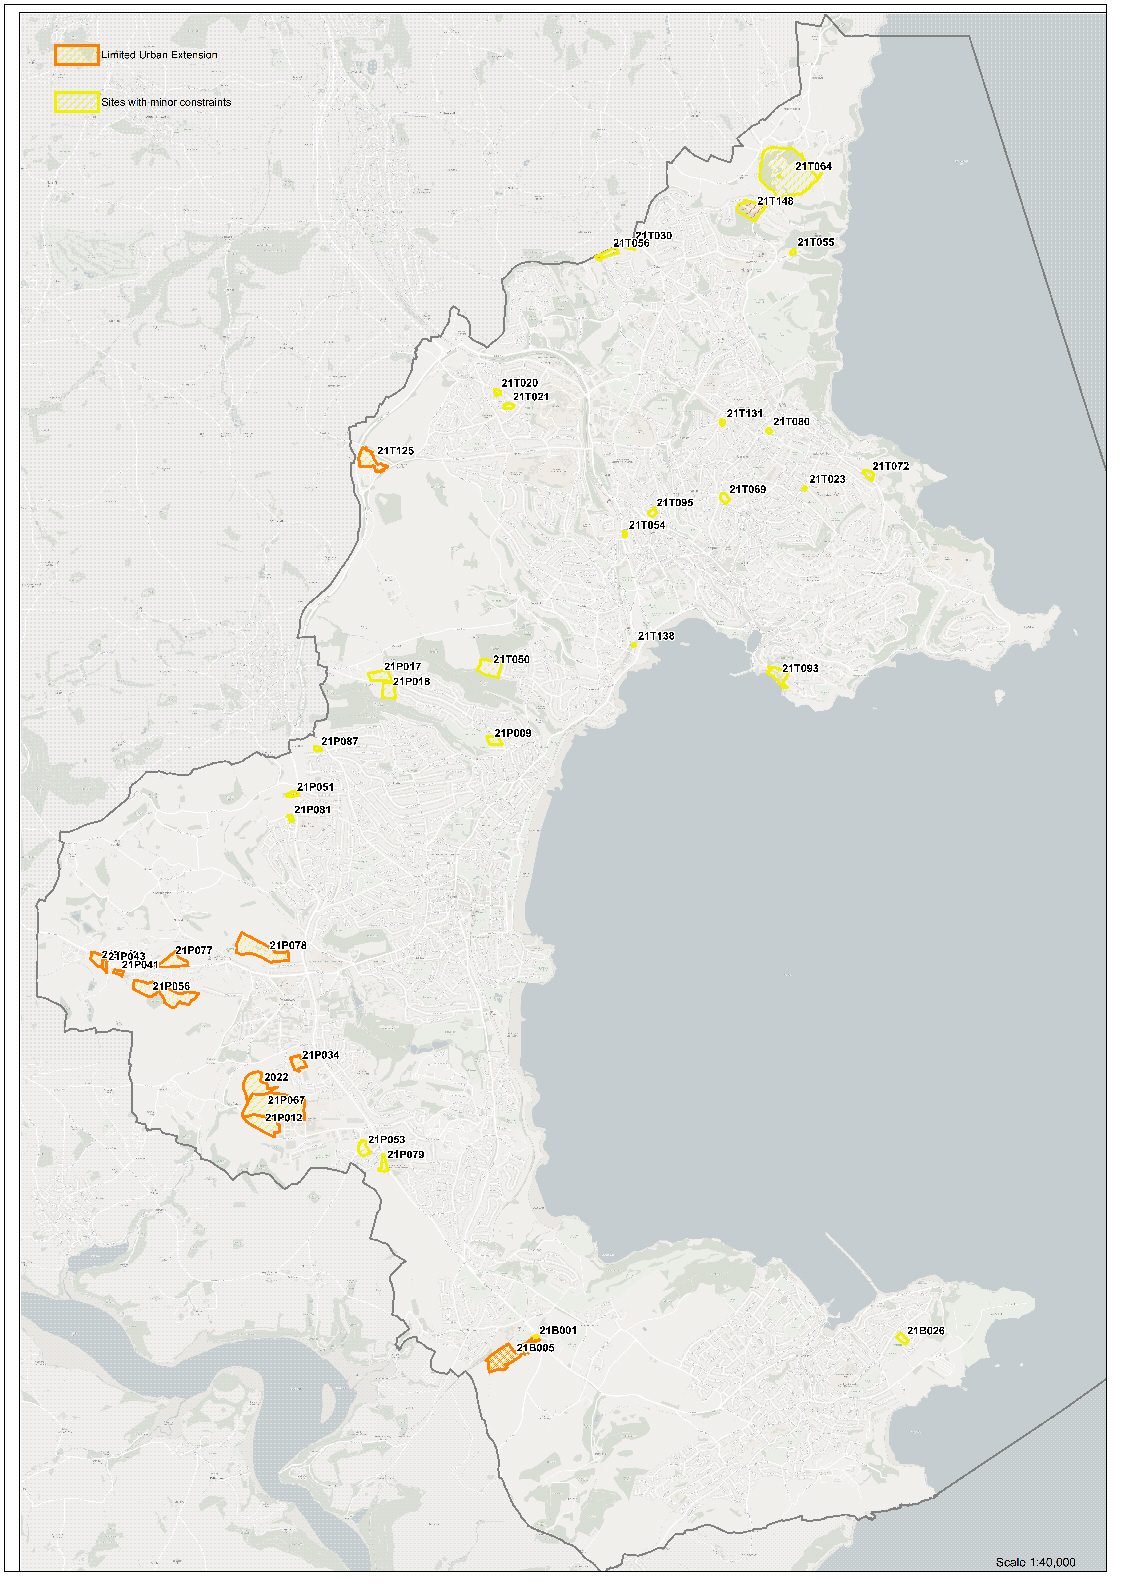 Limited Urban Extension
Sites with minor constraints
21T064
21T148
21T030
21T056
21T055
21T020
21T021
21T131
21T080
21T125
21T072
21T023
21T069
21T095
21T054
21T138
21T050
21P017
21T093
21P018
21P009
21P087
21P051
21P081
21P078
21P077
21P043
21P041
21P056
21P034
2022
21P067
21P012
21P053
21P079
21B001
21B026
21B005
Scale 1:40,000